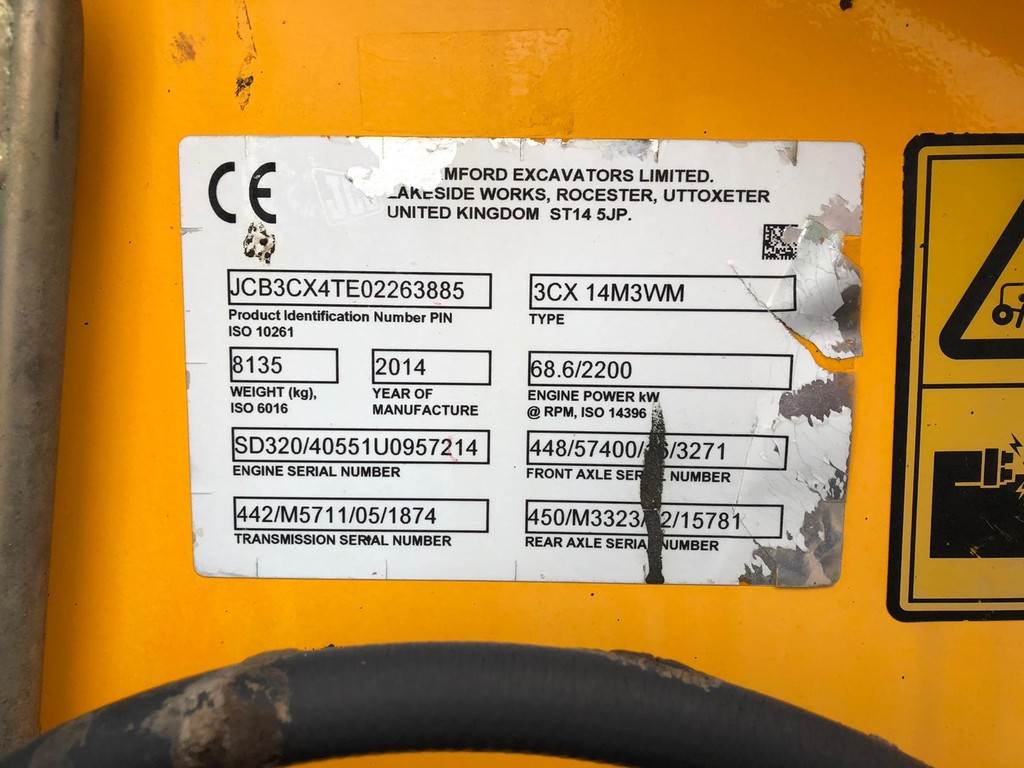 CE
EXCAVATORS LIMITED.
LAKESIDE WORKS, ROCESTER, UTTOXETER
UNITED KINGDOM ST14 5JP.
JCB3CX4TE02263885
Product Identification Number PIN
ISO 10261
3CX 14M3WM
TYPE
8135
WEIGHT (kg),
ISO 6016
2014
YEAR OF
MANUFACTURE
68.6/2200
ENGINE POWER kW
@ RPM, ISO 14396
SD320/40551U0957214
ENGINE SERIAL NUMBER
FRONT AXLE SERIAL NUMBER
442/M5711/05/1874
TRANSMISSION SERIAL NUMBER
REAR AXLE SERIAL NUMBER